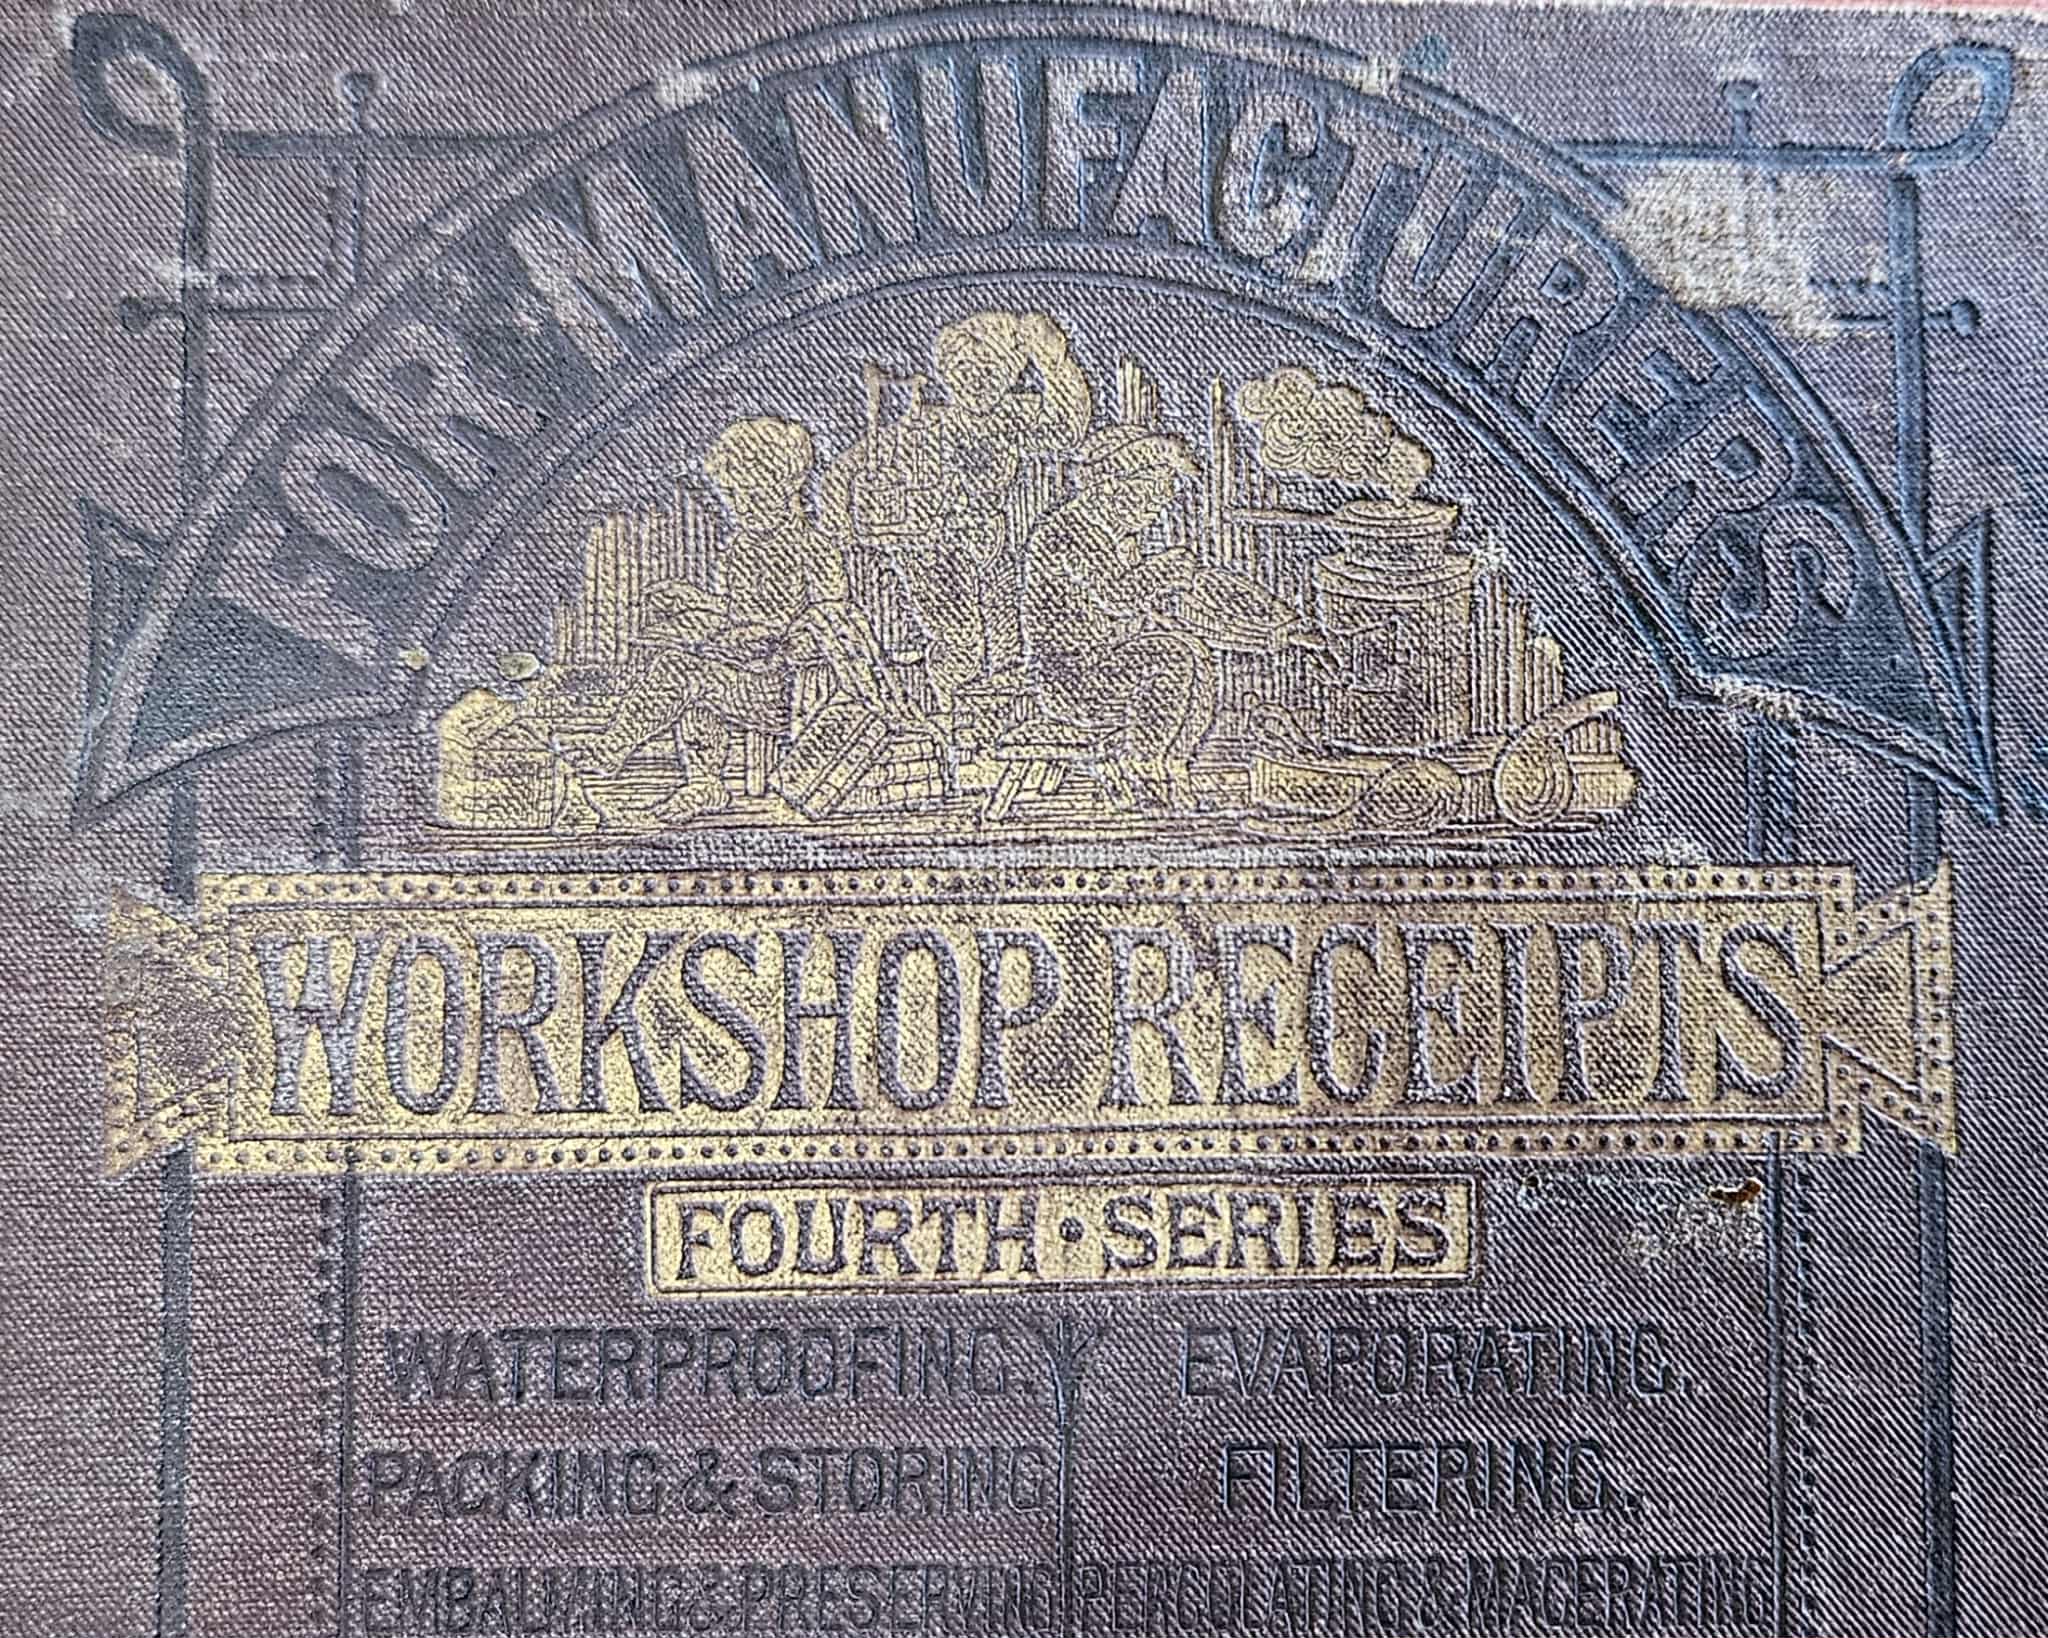 FOR MANUFACTURERS
WORKSHOP RECEIPTS
FOURTH · SERIES
WATERPROOFING.
PACKING & STORING
EMBALMING & PRESERVING
EVAPORATING.
FILTERING.
PERCOLATING & MACERATING